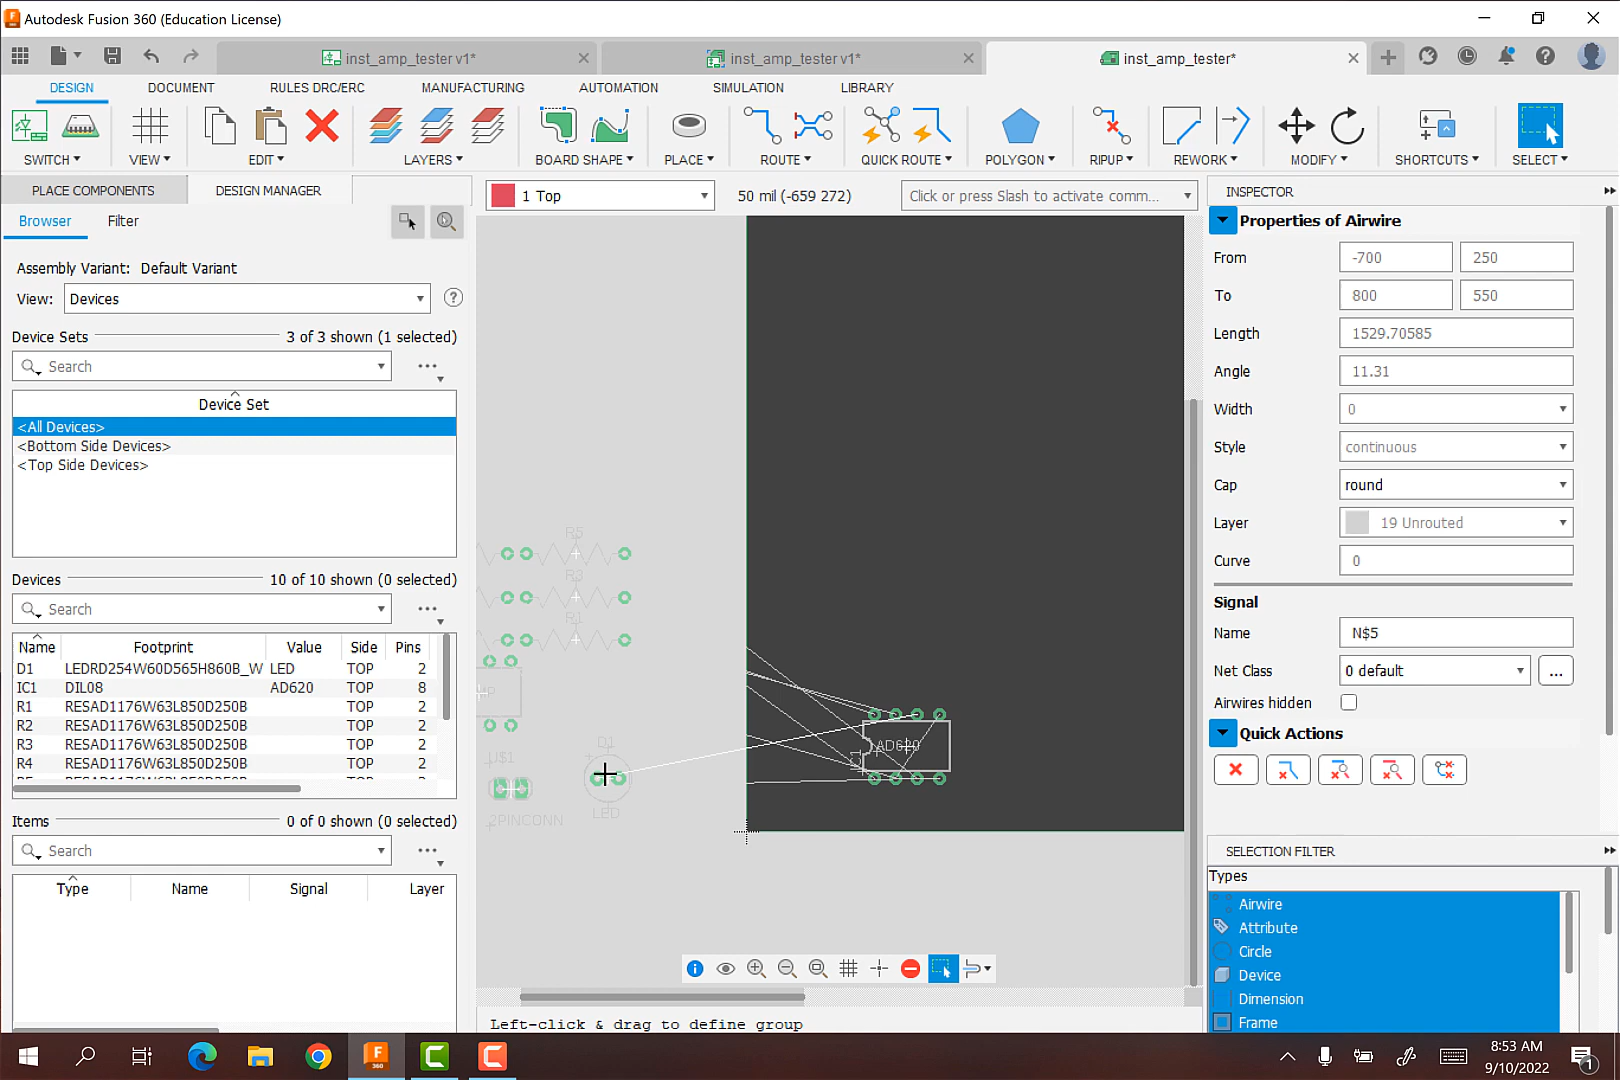 Autodesk Fusion 360 (Education License)
inst_amp_tester v1*
inst_amp_tester v1*
inst_amp_tester*
DESIGN
DOCUMENT
RULES DRC/ERC
MANUFACTURING
AUTOMATION
SIMULATION
LIBRARY
SWITCH
VIEW
EDIT
LAYERS
BOARD SHAPE
PLACE
ROUTE
QUICK ROUTE
POLYGON
RIPUP
REWORK
MODIFY
SHORTCUTS
SELECT
PLACE COMPONENTS
DESIGN MANAGER
1 Top
50 mil (-659 272)
Click or press Slash to activate comm...
INSPECTOR
Browser
Filter
Properties of Airwire
From -700 250
To 800 550
Length 1529.70585
Angle 11.31
Width 0
Style continuous
Cap round
Layer 19 Unrouted
Curve 0
Signal
Name N$5
Net Class 0 default ...
Airwires hidden
Quick Actions
Assembly Variant: Default Variant
View: Devices ?
Device Sets 3 of 3 shown (1 selected)
Search
Device Set
<All Devices>
<Bottom Side Devices>
<Top Side Devices>
Devices 10 of 10 shown (0 selected)
Search
Name Footprint Value Side Pins
D1 LEDRD254W60D565H860B_W LED TOP 2
IC1 DIL08 AD620 TOP 8
R1 RESAD1176W63L850D250B TOP 2
R2 RESAD1176W63L850D250B TOP 2
R3 RESAD1176W63L850D250B TOP 2
R4 RESAD1176W63L850D250B TOP 2
Items 0 of 0 shown (0 selected)
Search
Type Name Signal Layer
R5
R3
R1
D1
LED
2PINCONN
AD620
Left-click & drag to define group
SELECTION FILTER
Types
Airwire
Attribute
Circle
Device
Dimension
Frame
F
360
C
C
8:53 AM
9/10/2022
1